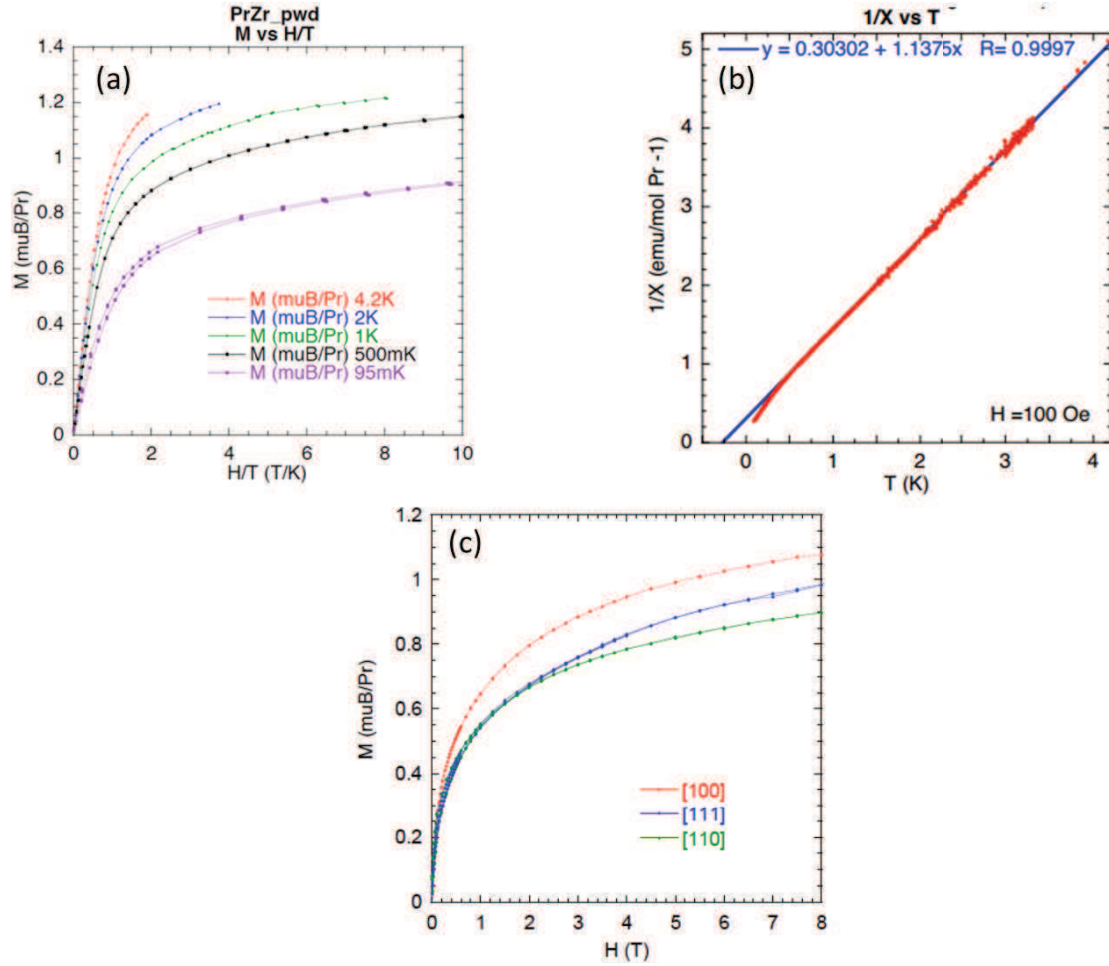 PrZr_pwd
M vs H/T
(a)
1.4
1.2
1
0.8
0.6
0.4
0.2
0
M (muB/Pr)
M (muB/Pr) 4.2K
M (muB/Pr) 2K
M (muB/Pr) 1K
M (muB/Pr) 500mK
M (muB/Pr) 95mK
0 2 4 6 8 10
H/T (T/K)
1/X vs T
(b)
y = 0.30302 + 1.1375x R= 0.9997
5
4
3
2
1
0
1/X (emu/mol Pr -1)
H =100 Oe
0 1 2 3 4
T (K)
(c)
1.2
1
0.8
0.6
0.4
0.2
0
M (muB/Pr)
[100]
[111]
[110]
0 1 2 3 4 5 6 7 8
H (T)